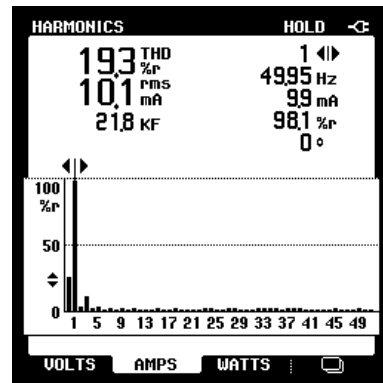 HARMONICS HOLD
19.3 THD %r
10.1 rms mA
21.8 KF
1
49.95 Hz
9.9 mA
98.1 %r
0°
100
%r
50
0
1 5 9 13 17 21 25 29 33 37 41 45 49
VOLTS AMPS WATTS